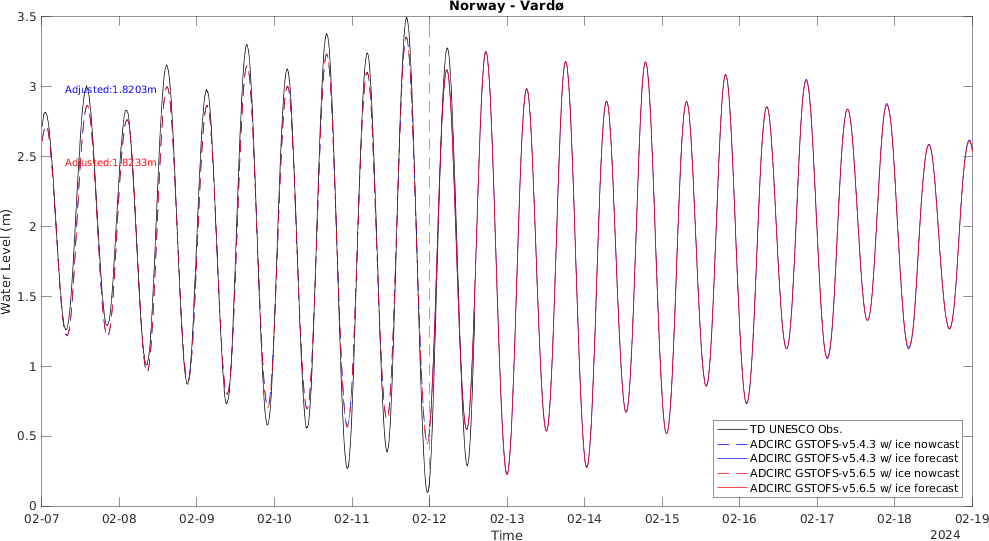 Norway - Vardø
3.5
3
2.5
2
1.5
1
0.5
0
Water Level (m)
Adjusted:1.8203m
Adjusted:1.8233m
TD UNESCO Obs.
ADCIRC GSTOFS-v5.4.3 w/ ice nowcast
ADCIRC GSTOFS-v5.4.3 w/ ice forecast
ADCIRC GSTOFS-v5.6.5 w/ ice nowcast
ADCIRC GSTOFS-v5.6.5 w/ ice forecast
02-07 02-08 02-09 02-10 02-11 02-12 02-13 02-14 02-15 02-16 02-17 02-18 02-19
Time
2024